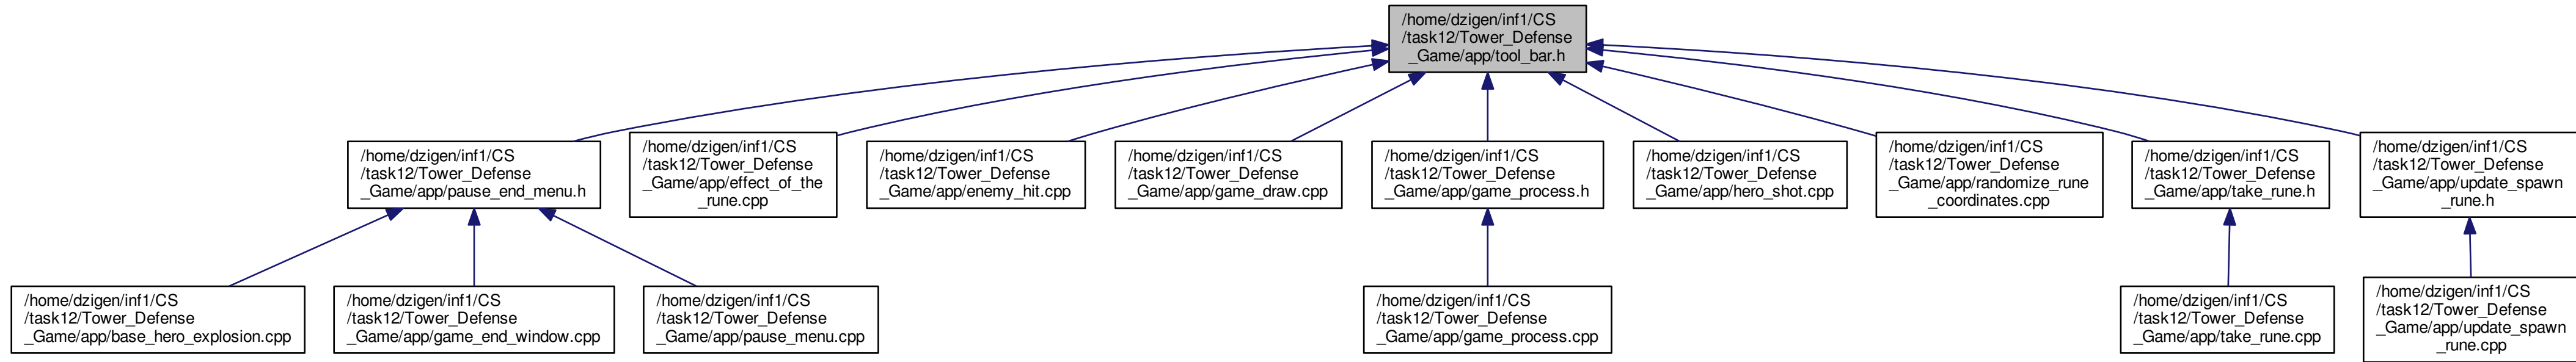 /home/dzigen/inf1/CS
/task12/Tower_Defense
_Game/app/tool_bar.h
/home/dzigen/inf1/CS
/task12/Tower_Defense
_Game/app/pause_end_menu.h
/home/dzigen/inf1/CS
/task12/Tower_Defense
_Game/app/effect_of_the
_rune.cpp
/home/dzigen/inf1/CS
/task12/Tower_Defense
_Game/app/enemy_hit.cpp
/home/dzigen/inf1/CS
/task12/Tower_Defense
_Game/app/game_draw.cpp
/home/dzigen/inf1/CS
/task12/Tower_Defense
_Game/app/game_process.h
/home/dzigen/inf1/CS
/task12/Tower_Defense
_Game/app/hero_shot.cpp
/home/dzigen/inf1/CS
/task12/Tower_Defense
_Game/app/randomize_rune
_coordinates.cpp
/home/dzigen/inf1/CS
/task12/Tower_Defense
_Game/app/take_rune.h
/home/dzigen/inf1/CS
/task12/Tower_Defense
_Game/app/update_spawn
_rune.h
/home/dzigen/inf1/CS
/task12/Tower_Defense
_Game/app/base_hero_explosion.cpp
/home/dzigen/inf1/CS
/task12/Tower_Defense
_Game/app/game_end_window.cpp
/home/dzigen/inf1/CS
/task12/Tower_Defense
_Game/app/pause_menu.cpp
/home/dzigen/inf1/CS
/task12/Tower_Defense
_Game/app/game_process.cpp
/home/dzigen/inf1/CS
/task12/Tower_Defense
_Game/app/take_rune.cpp
/home/dzigen/inf1/CS
/task12/Tower_Defense
_Game/app/update_spawn
_rune.cpp